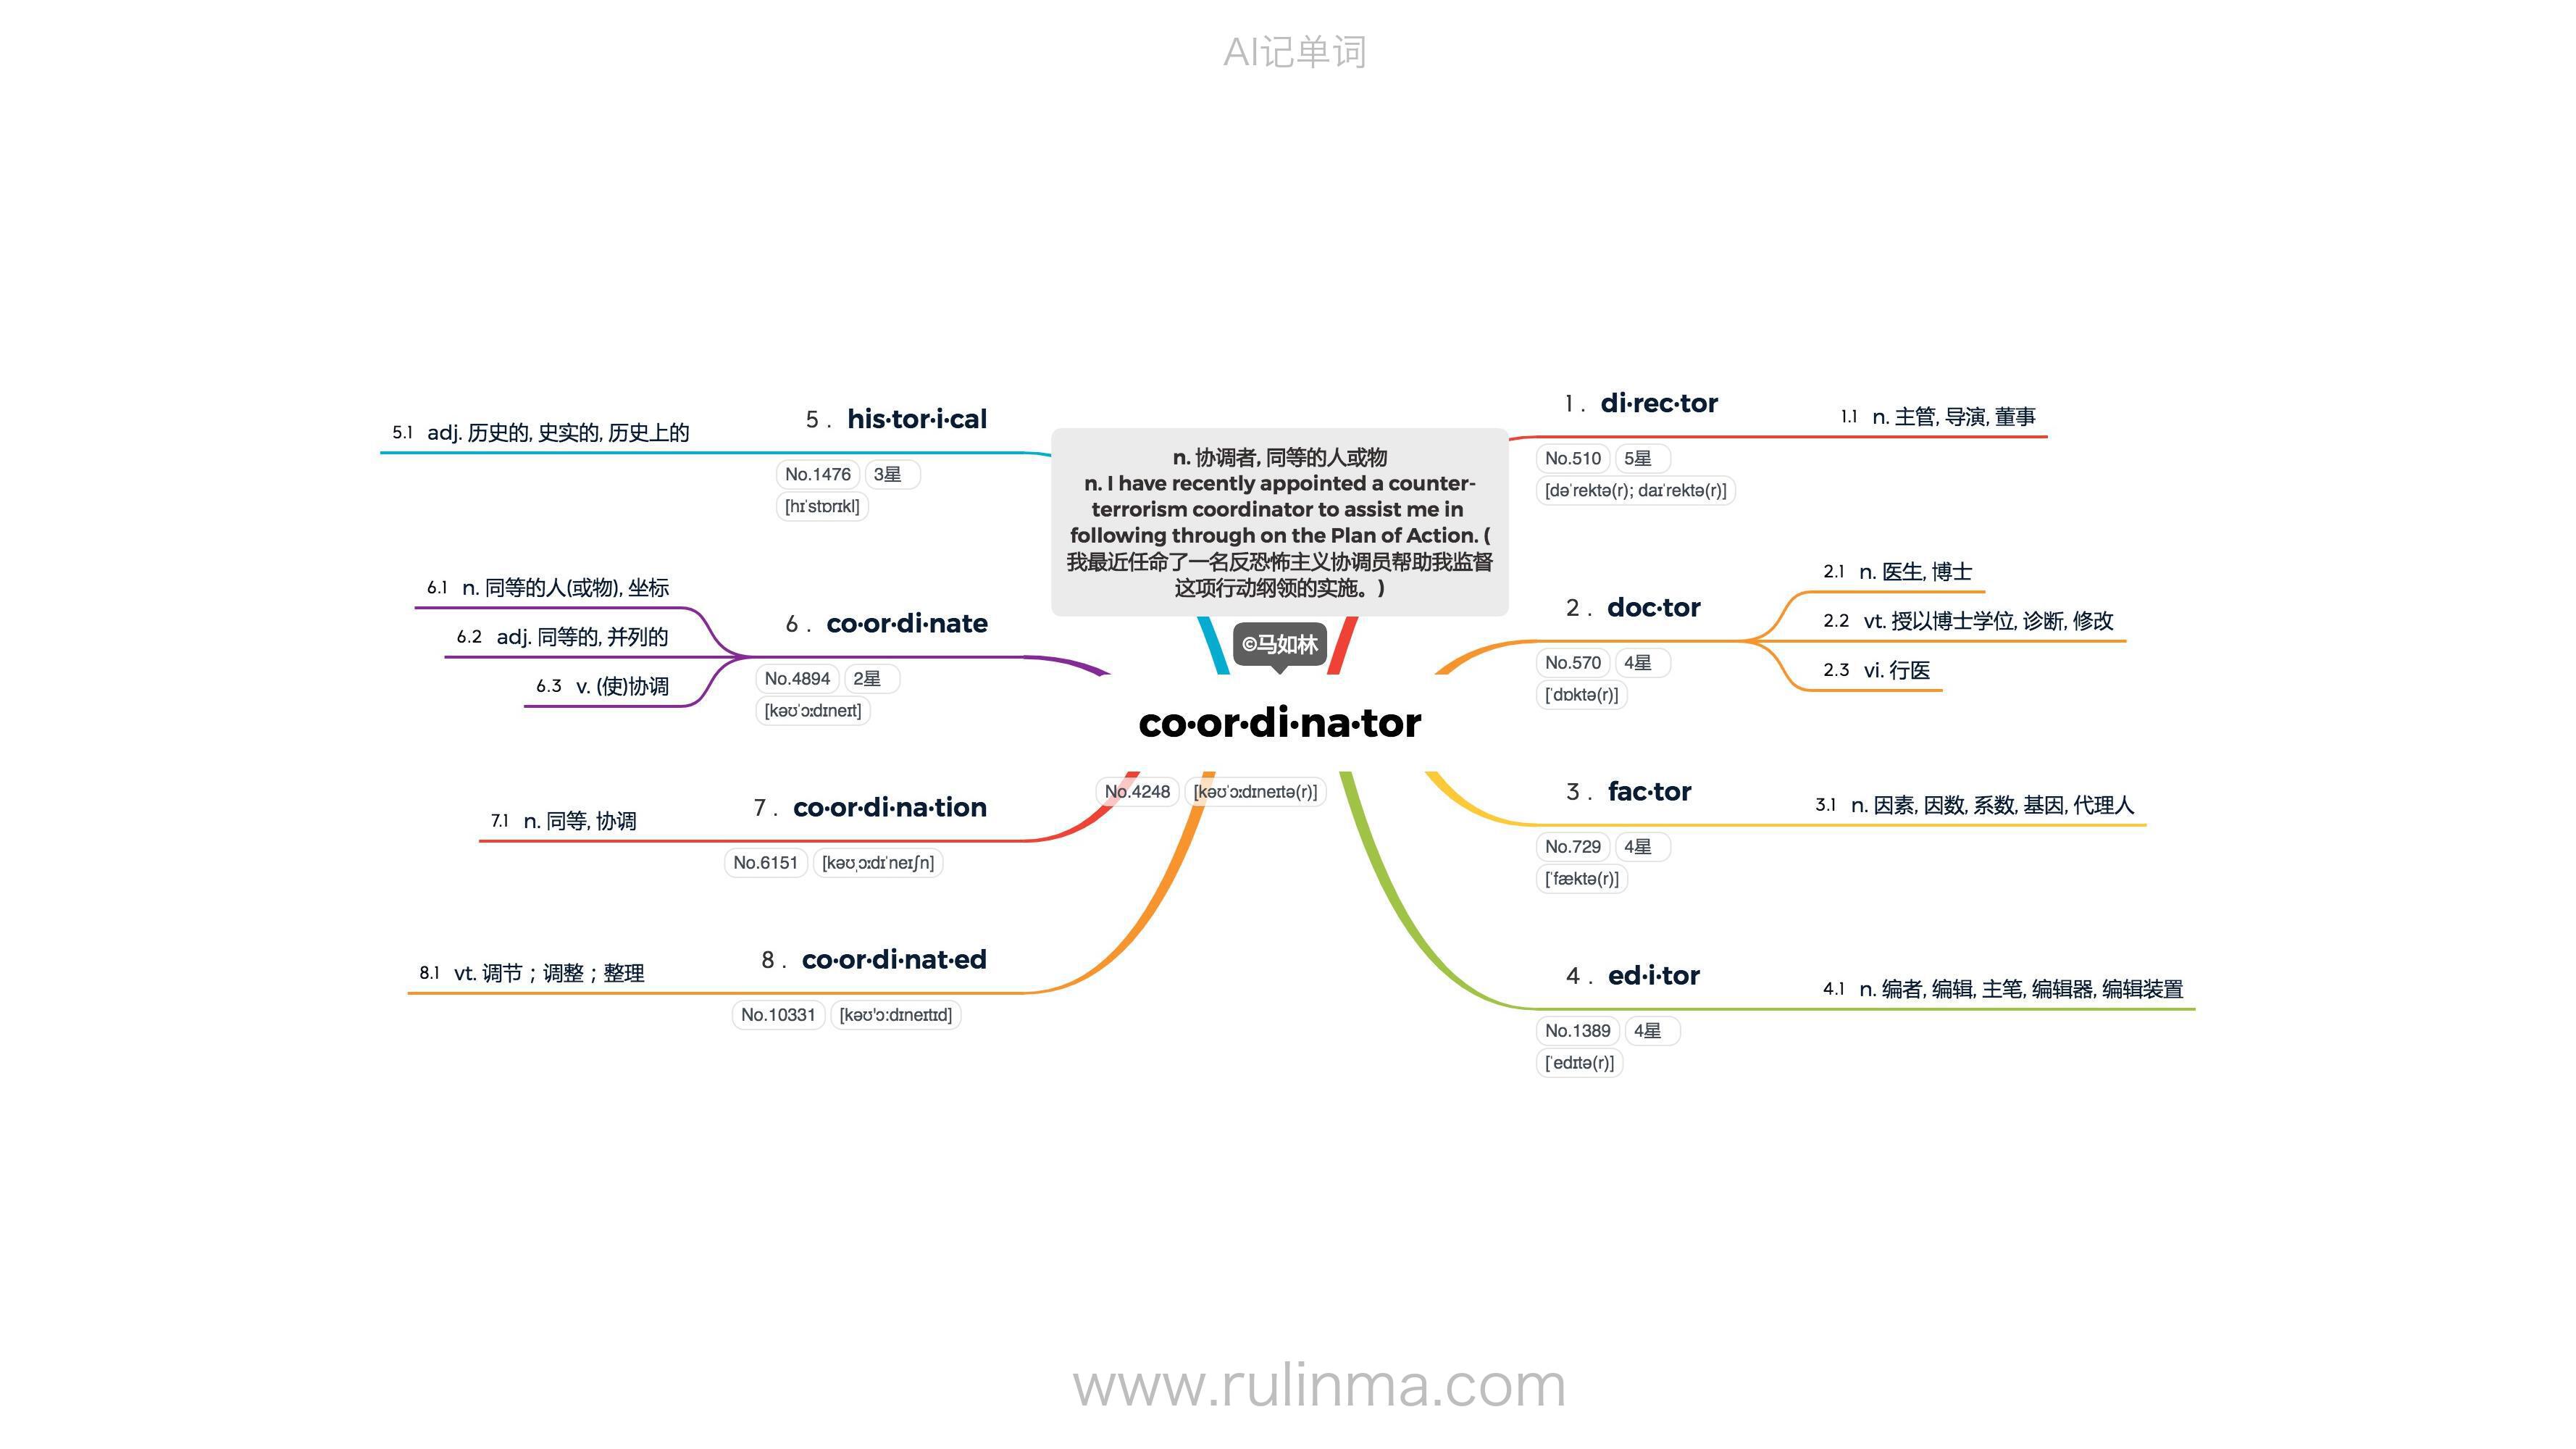 AI记单词
n. 协调者, 同等的人或物
n. I have recently appointed a counter-
terrorism coordinator to assist me in
following through on the Plan of Action. (
我最近任命了一名反恐怖主义协调员帮助我监督
这项行动纲领的实施。)
©马如林
co·or·di·na·tor
No.4248 [kəʊˈɔːdɪneɪtə(r)]
1 . di·rec·tor
1.1 n. 主管, 导演, 董事
No.510 5星
[dəˈrektə(r); daɪˈrektə(r)]
2 . doc·tor
2.1 n. 医生, 博士
2.2 vt. 授以博士学位, 诊断, 修改
2.3 vi. 行医
No.570 4星
[ˈdɒktə(r)]
3 . fac·tor
3.1 n. 因素, 因数, 系数, 基因, 代理人
No.729 4星
[ˈfæktə(r)]
4 . ed·i·tor
4.1 n. 编者, 编辑, 主笔, 编辑器, 编辑装置
No.1389 4星
[ˈedɪtə(r)]
5 . his·tor·i·cal
5.1 adj. 历史的, 史实的, 历史上的
No.1476 3星
[hɪˈstɒrɪkl]
6 . co·or·di·nate
6.1 n. 同等的人(或物), 坐标
6.2 adj. 同等的, 并列的
6.3 v. (使)协调
No.4894 2星
[kəʊˈɔːdɪneɪt]
7 . co·or·di·na·tion
7.1 n. 同等, 协调
No.6151 [kəʊˌɔːdɪˈneɪʃn]
8 . co·or·di·nat·ed
8.1 vt. 调节；调整；整理
No.10331 [kəʊ'ɔːdɪneɪtɪd]
www.rulinma.com